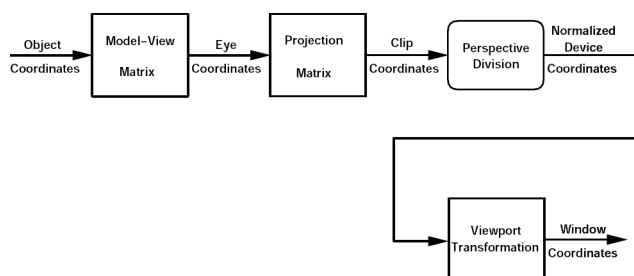 Object
Coordinates
Model-View
Matrix
Eye
Coordinates
Projection
Matrix
Clip
Coordinates
Perspective
Division
Normalized
Device
Coordinates
Viewport
Transformation
Window
Coordinates